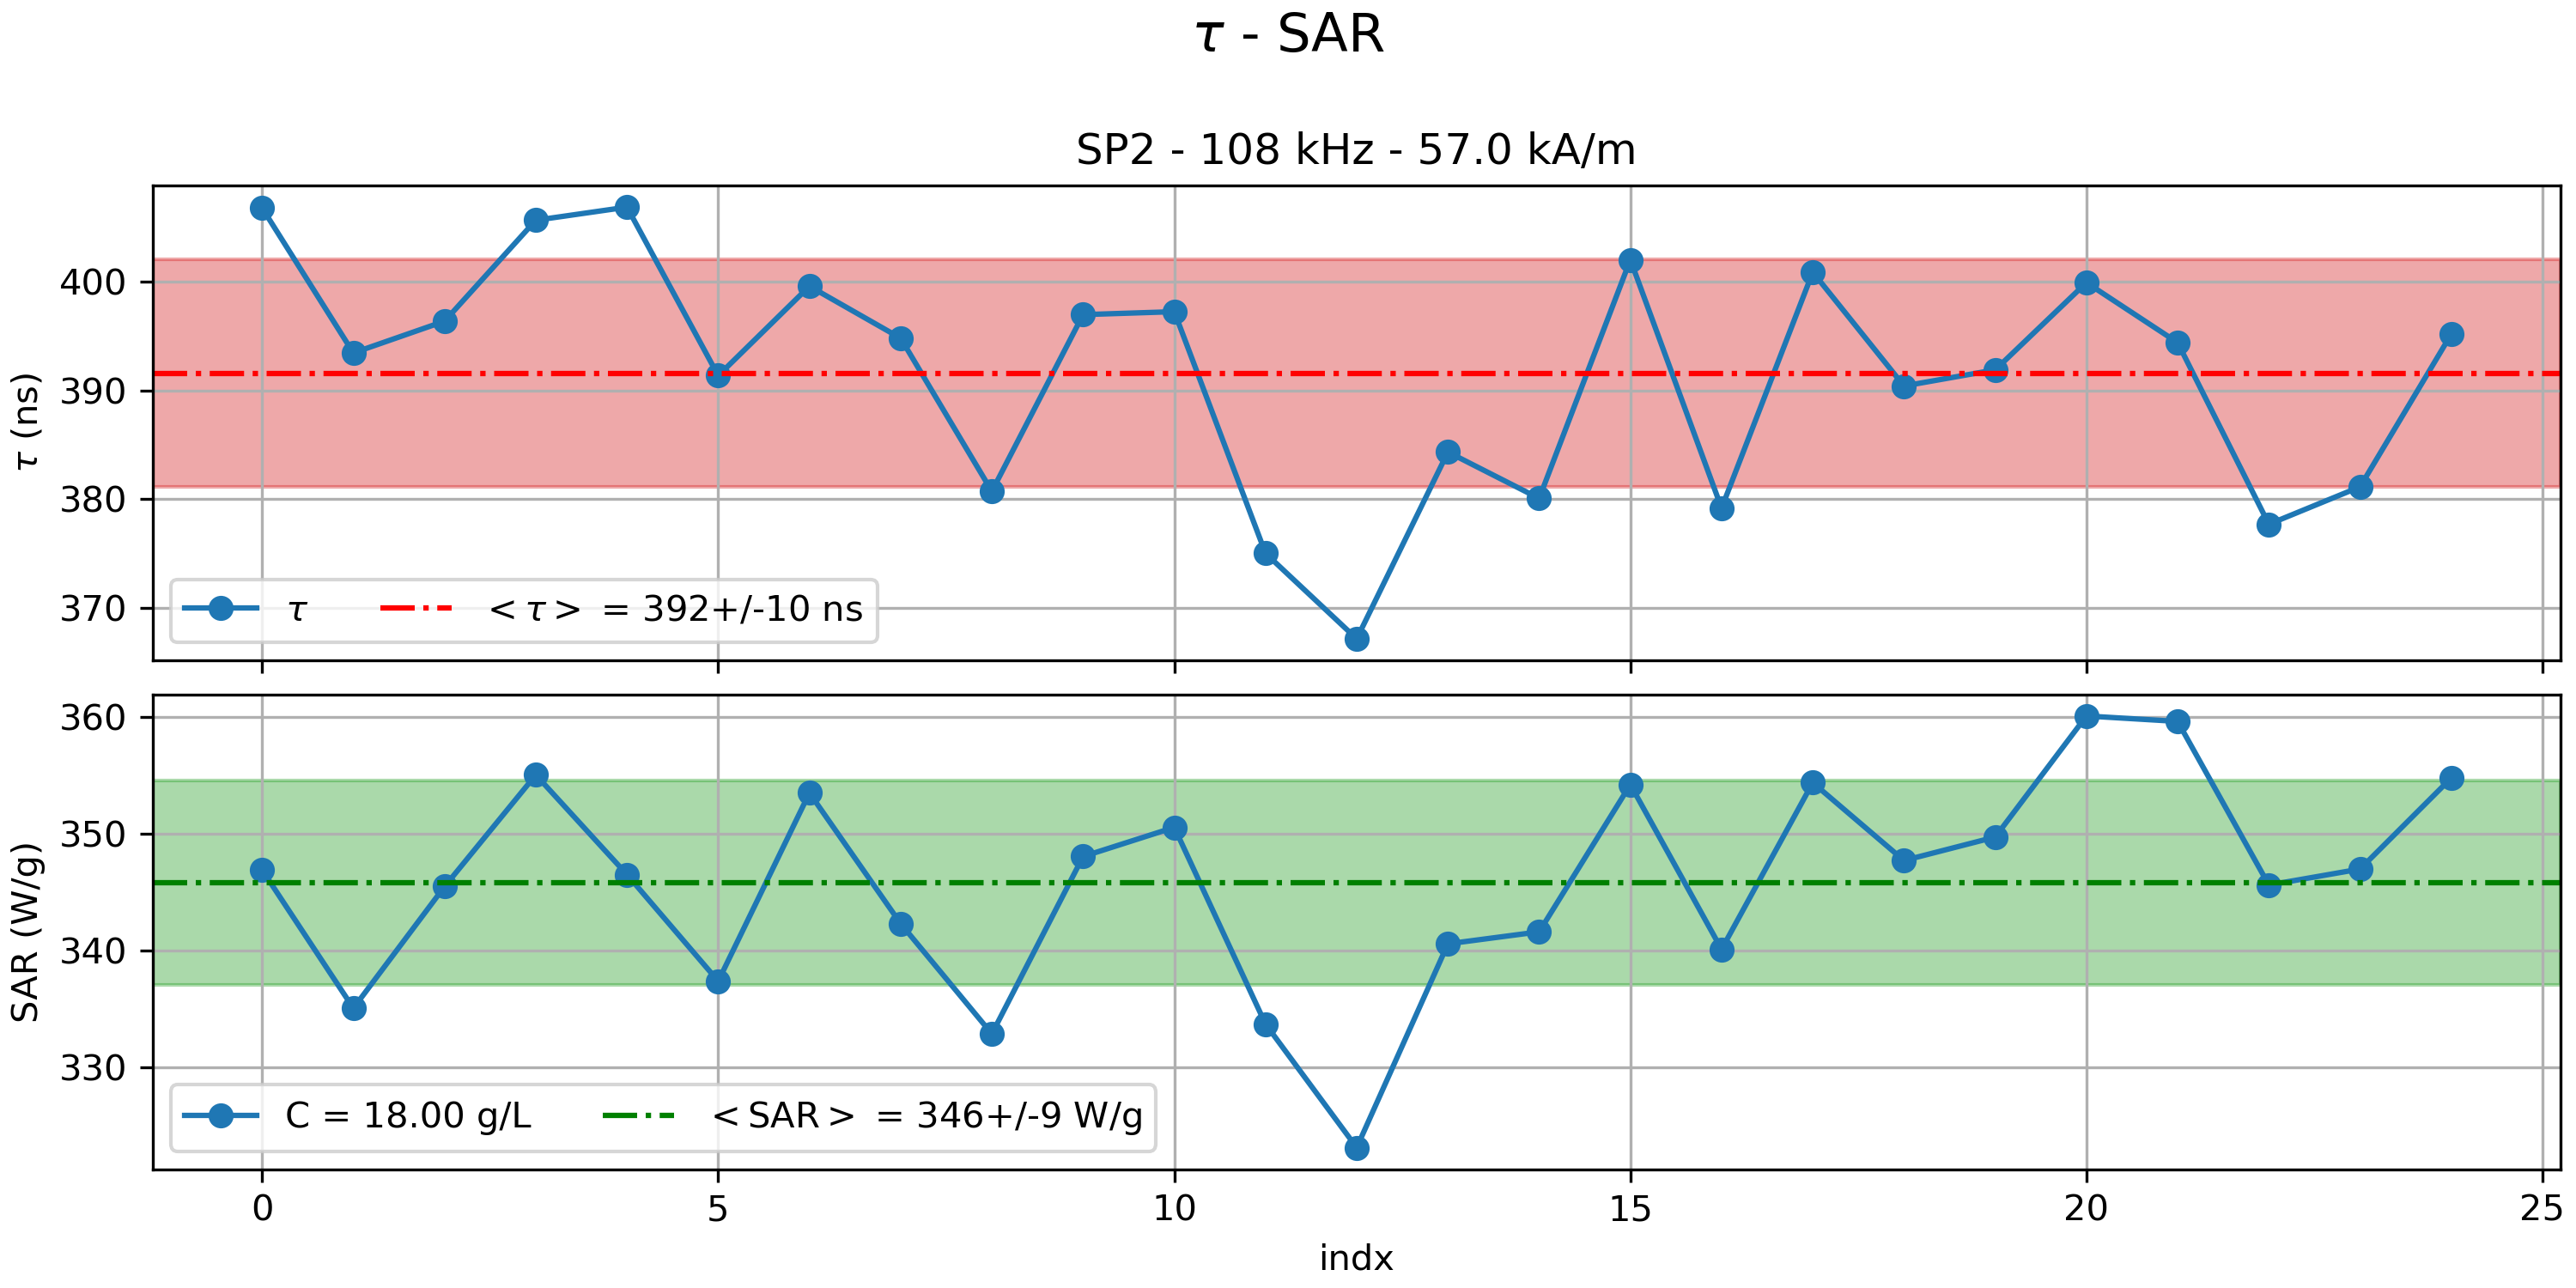 τ - SAR
SP2 - 108 kHz - 57.0 kA/m
τ (ns)
400
390
380
370
τ
<τ> = 392+/-10 ns
SAR (W/g)
360
350
340
330
C = 18.00 g/L
<SAR> = 346+/-9 W/g
0 5 10 15 20 25
indx